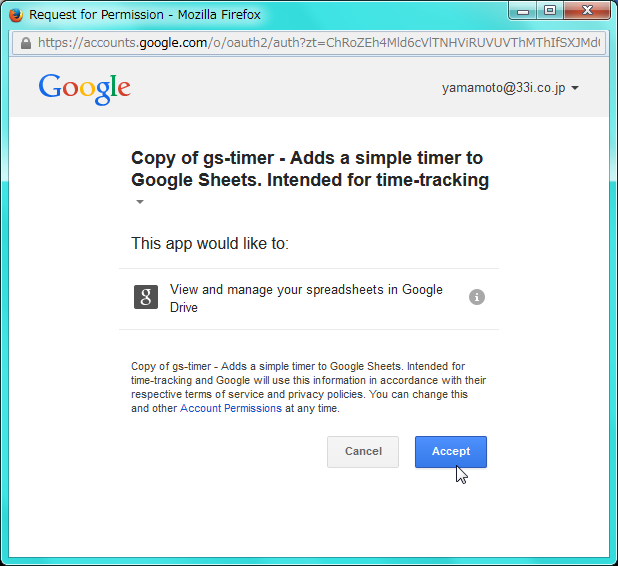 Request for Permission - Mozilla Firefox
https://accounts.google.com/o/oauth2/auth?zt=ChRoZEh4Mld6cVlTNHViRUVUVThMThIfSXJMd
Google
yamamoto@33i.co.jp
Copy of gs-timer - Adds a simple timer to
Google Sheets. Intended for time-tracking
This app would like to:
g
View and manage your spreadsheets in Google
Drive
i
Copy of gs-timer - Adds a simple timer to Google Sheets. Intended for
time-tracking and Google will use this information in accordance with their
respective terms of service and privacy policies. You can change this
and other Account Permissions at any time.
Cancel
Accept